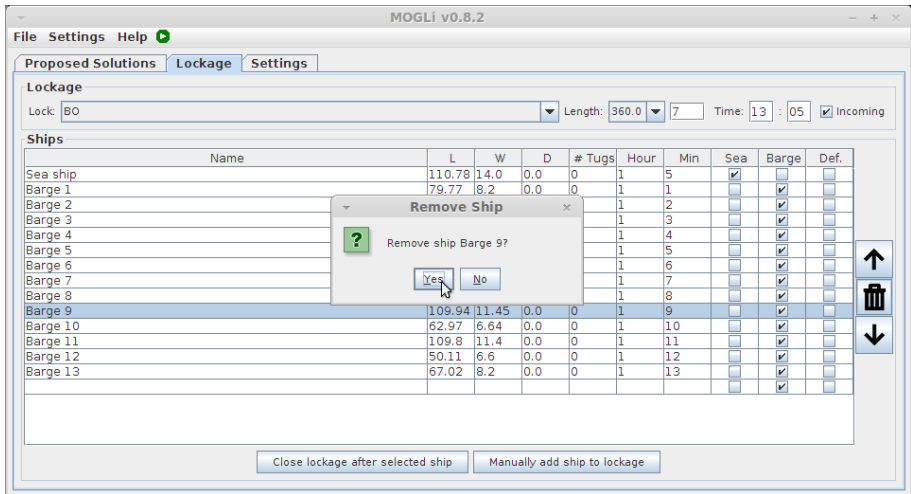 MOGLi v0.8.2
File Settings Help
Proposed Solutions Lockage Settings
Lockage
Lock: BO Length: 360.0 7 Time: 13 : 05 Incoming
Ships
Name L W D # Tugs Hour Min Sea Barge Def.
Sea ship 110.78 14.0 0.0 0 1 5
Barge 1 79.77 8.2 0.0 0 1 1
Barge 2 1 2
Barge 3 1 3
Barge 4 1 4
Barge 5 1 5
Barge 6 1 6
Barge 7 1 7
Barge 8 1 8
Barge 9 109.94 11.45 0.0 0 1 9
Barge 10 62.97 6.64 0.0 0 1 10
Barge 11 109.8 11.4 0.0 0 1 11
Barge 12 50.11 6.6 0.0 0 1 12
Barge 13 67.02 8.2 0.0 0 1 13
Remove Ship
? Remove ship Barge 9?
Yes No
Close lockage after selected ship Manually add ship to lockage